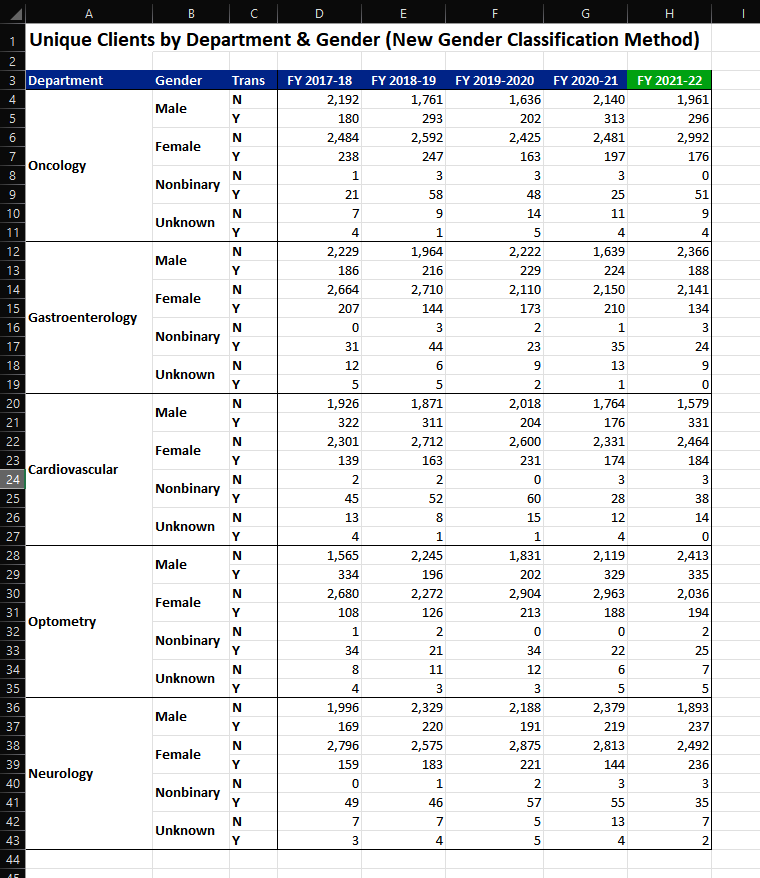 A B C D E F G H I
1 Unique Clients by Department & Gender (New Gender Classification Method)
2
3 Department Gender Trans FY 2017-18 FY 2018-19 FY 2019-2020 FY 2020-21 FY 2021-22
4 Oncology Male N 2,192 1,761 1,636 2,140 1,961
5 Y 180 293 202 313 296
6 Female N 2,484 2,592 2,425 2,481 2,992
7 Y 238 247 163 197 176
8 Nonbinary N 1 3 3 3 0
9 Y 21 58 48 25 51
10 Unknown N 7 9 14 11 9
11 Y 4 1 5 4 4
12 Gastroenterology Male N 2,229 1,964 2,222 1,639 2,366
13 Y 186 216 229 224 188
14 Female N 2,664 2,710 2,110 2,150 2,141
15 Y 207 144 173 210 134
16 Nonbinary N 0 3 2 1 3
17 Y 31 44 23 35 24
18 Unknown N 12 6 9 13 9
19 Y 5 5 2 1 0
20 Cardiovascular Male N 1,926 1,871 2,018 1,764 1,579
21 Y 322 311 204 176 331
22 Female N 2,301 2,712 2,600 2,331 2,464
23 Y 139 163 231 174 184
24 Nonbinary N 2 2 0 3 3
25 Y 45 52 60 28 38
26 Unknown N 13 8 15 12 14
27 Y 4 1 1 4 0
28 Optometry Male N 1,565 2,245 1,831 2,119 2,413
29 Y 334 196 202 329 335
30 Female N 2,680 2,272 2,904 2,963 2,036
31 Y 108 126 213 188 194
32 Nonbinary N 1 2 0 0 2
33 Y 34 21 34 22 25
34 Unknown N 8 11 12 6 7
35 Y 4 3 3 5 5
36 Neurology Male N 1,996 2,329 2,188 2,379 1,893
37 Y 169 220 191 219 237
38 Female N 2,796 2,575 2,875 2,813 2,492
39 Y 159 183 221 144 236
40 Nonbinary N 0 1 2 3 3
41 Y 49 46 57 55 35
42 Unknown N 7 7 5 13 7
43 Y 3 4 5 4 2
44
45